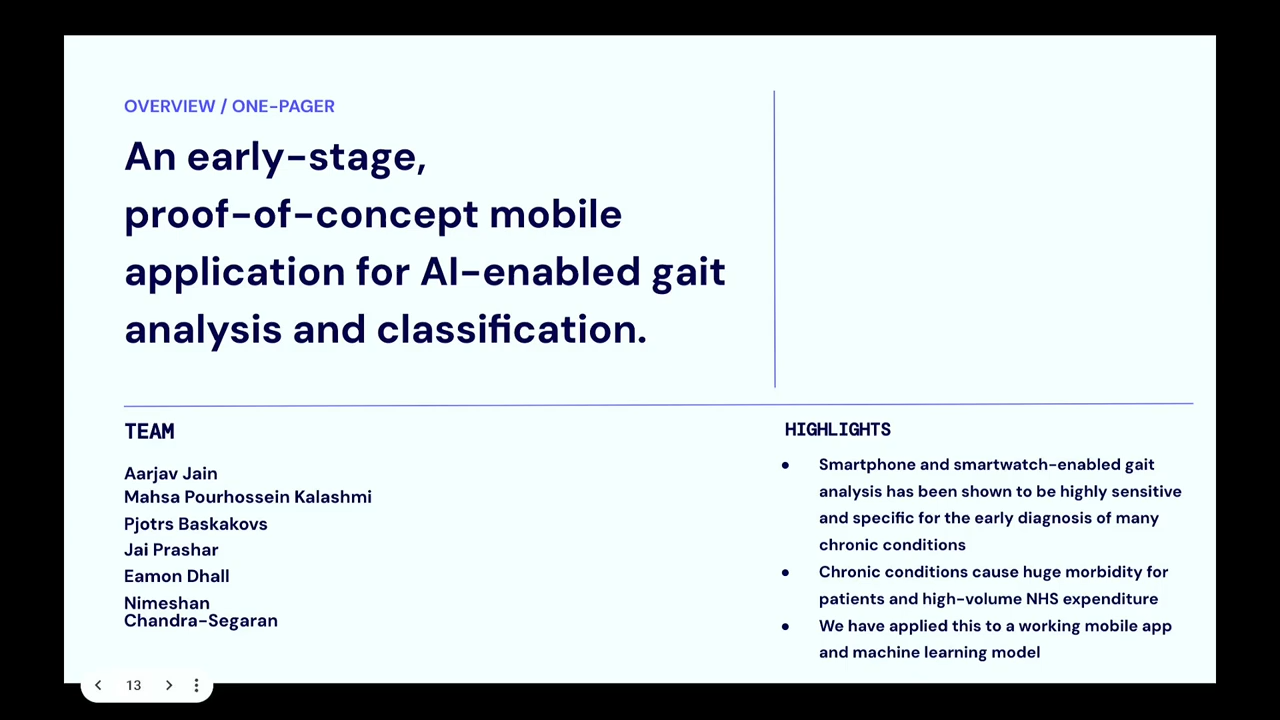 OVERVIEW / ONE-PAGER
An early-stage,
proof-of-concept mobile
application for AI-enabled gait
analysis and classification.
TEAM
Aarjav Jain
Mahsa Pourhossein Kalashmi
Pjotrs Baskakovs
Jai Prashar
Eamon Dhall
Nimeshan
Chandra-Segaran
HIGHLIGHTS
● Smartphone and smartwatch-enabled gait
analysis has been shown to be highly sensitive
and specific for the early diagnosis of many
chronic conditions
● Chronic conditions cause huge morbidity for
patients and high-volume NHS expenditure
● We have applied this to a working mobile app
and machine learning model
13